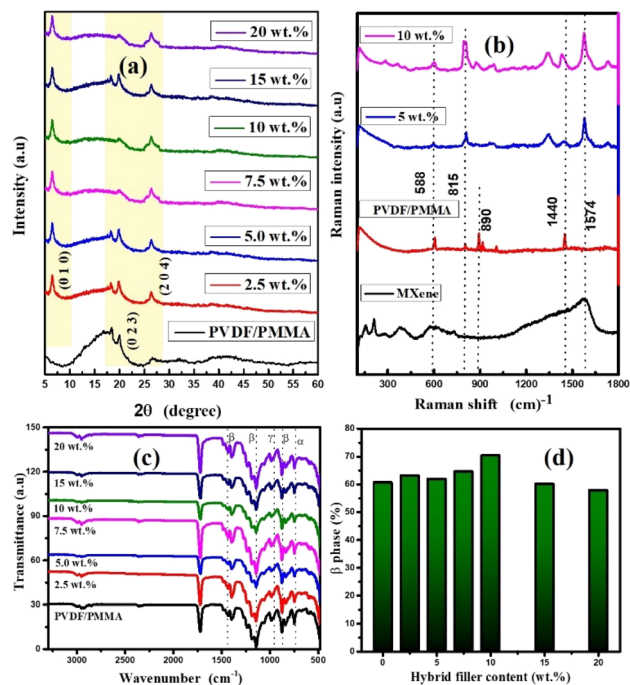 (a)
20 wt.%
15 wt.%
10 wt.%
7.5 wt.%
5.0 wt.%
2.5 wt.%
PVDF/PMMA
(0 1 0)
(0 2 3)
(2 0 4)
Intensity (a.u)
5 10 15 20 25 30 35 40 45 50 55 60
2θ (degree)
(b)
10 wt.%
5 wt.%
PVDF/PMMA
MXene
588
815
890
1440
1574
Raman intensity (a.u)
300 600 900 1200 1500 1800
Raman shift (cm)-1
(c)
β β γ β α
20 wt.%
15 wt.%
10 wt.%
7.5 wt.%
5.0 wt.%
2.5 wt.%
PVDF/PMMA
Transmittance (a.u)
150
120
90
60
30
0
3000 2500 2000 1500 1000 500
Wavenumber (cm-1)
(d)
β phase (%)
100
90
80
70
60
50
40
30
20
10
0
0 5 10 15 20
Hybrid filler content (wt.%)